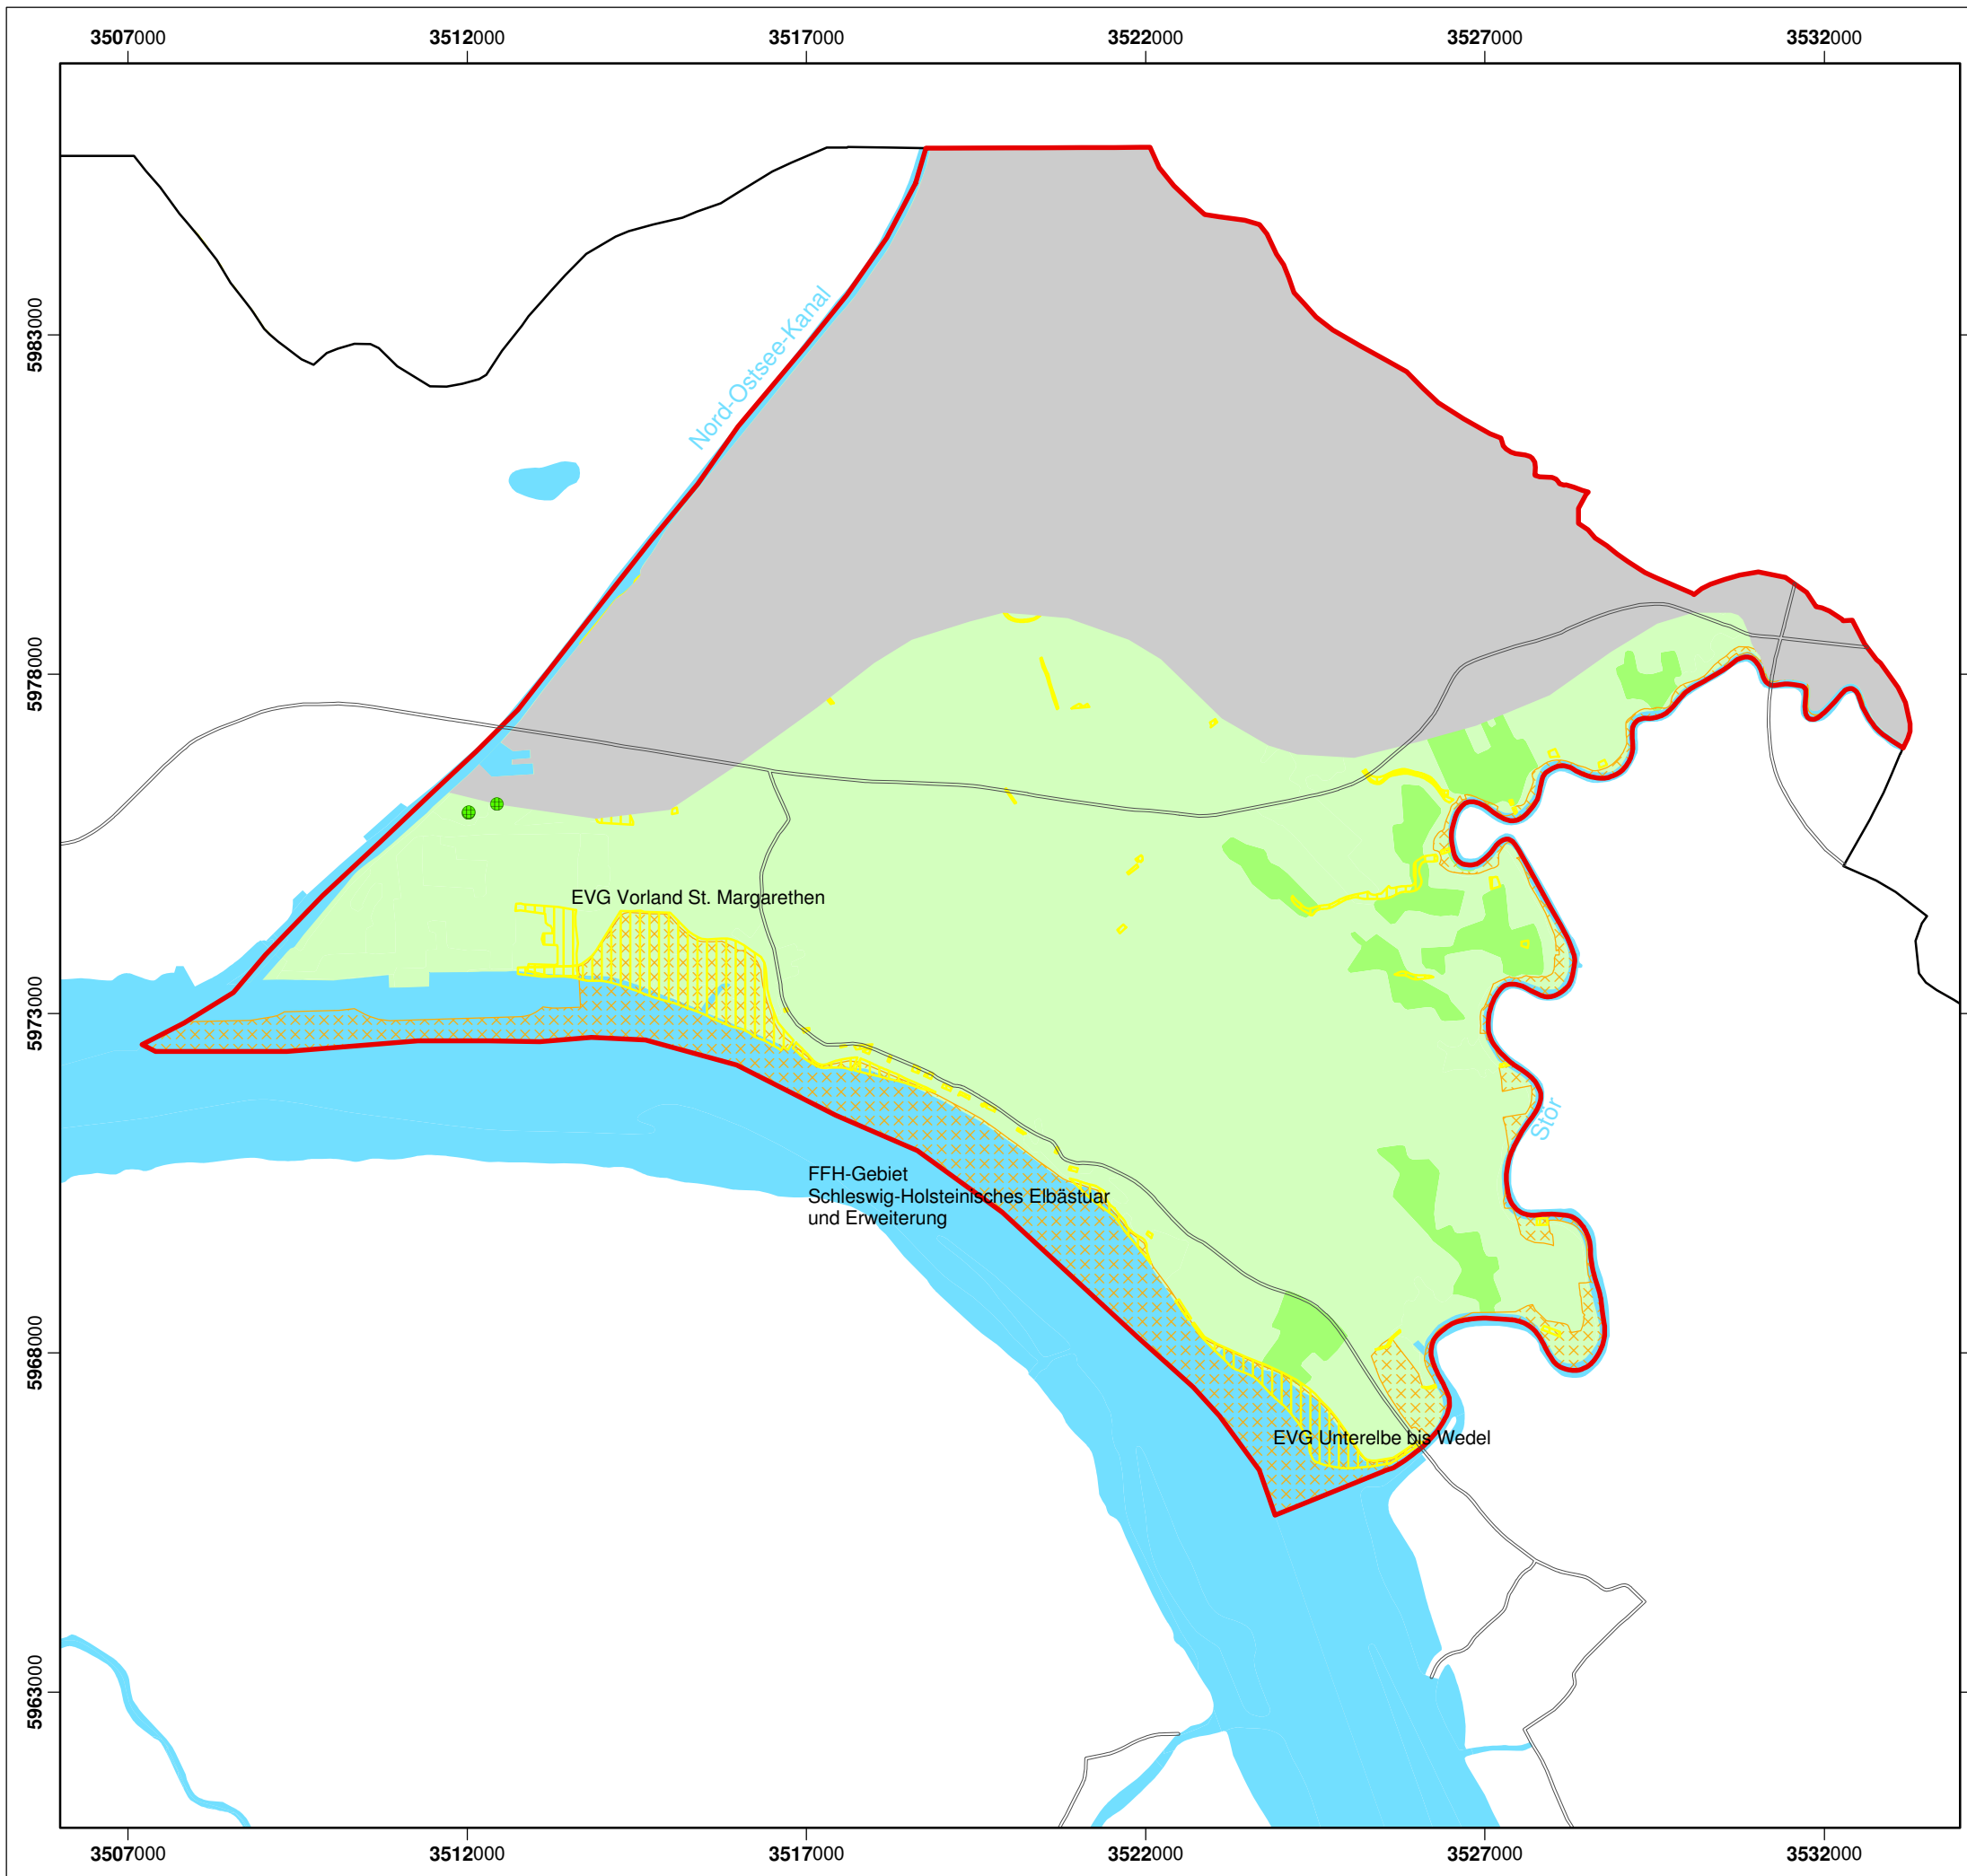 3507000 3512000 3517000 3522000 3527000 3532000
5983000
Nord-Ostsee-Kanal
5978000
EVG Vorland St. Margarethen
5973000
Stör
FFH-Gebiet
Schleswig-Holsteinisches Elbästuar
und Erweiterung
5968000
EVG Unterelbe bis Wedel
5963000
3507000 3512000 3517000 3522000 3527000 3532000